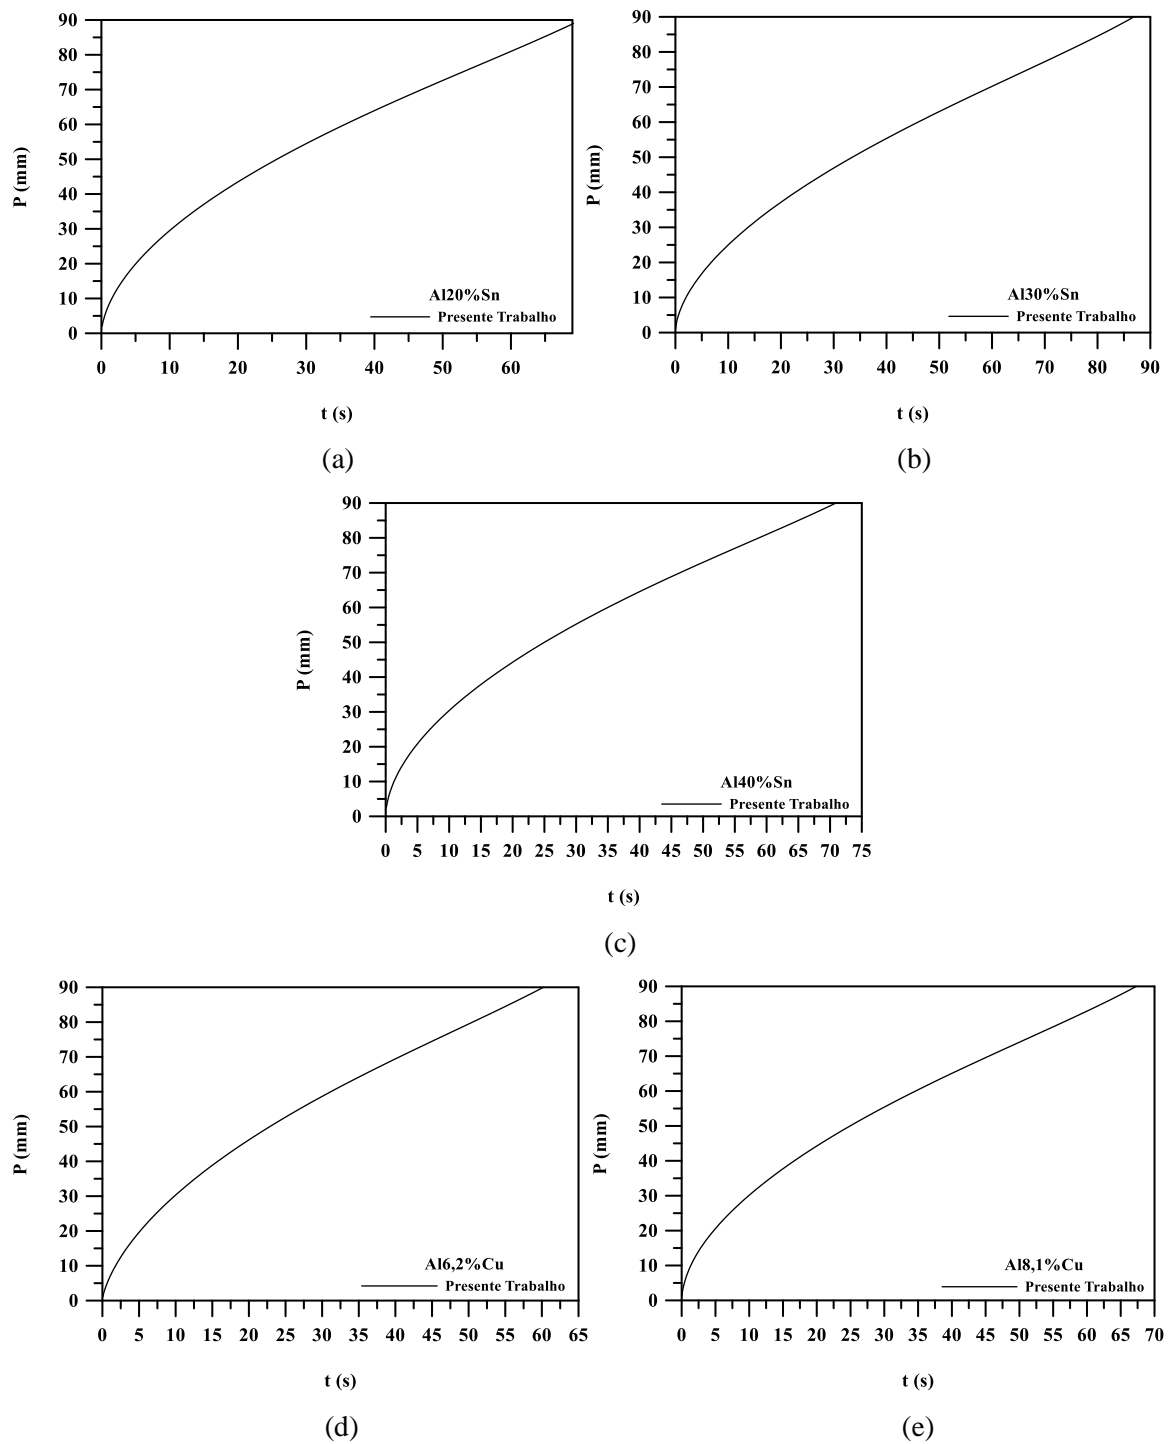 90
80
70
60
50
40
30
20
10
0
P (mm)
Al20%Sn
Presente Trabalho
0 10 20 30 40 50 60
t (s)
(a)
90
80
70
60
50
40
30
20
10
0
P (mm)
Al30%Sn
Presente Trabalho
0 10 20 30 40 50 60 70 80 90
t (s)
(b)
90
80
70
60
50
40
30
20
10
0
P (mm)
Al40%Sn
Presente Trabalho
0 5 10 15 20 25 30 35 40 45 50 55 60 65 70 75
t (s)
(c)
90
80
70
60
50
40
30
20
10
0
P (mm)
Al6,2%Cu
Presente Trabalho
0 5 10 15 20 25 30 35 40 45 50 55 60 65
t (s)
(d)
90
80
70
60
50
40
30
20
10
0
P (mm)
Al8,1%Cu
Presente Trabalho
0 5 10 15 20 25 30 35 40 45 50 55 60 65 70
t (s)
(e)